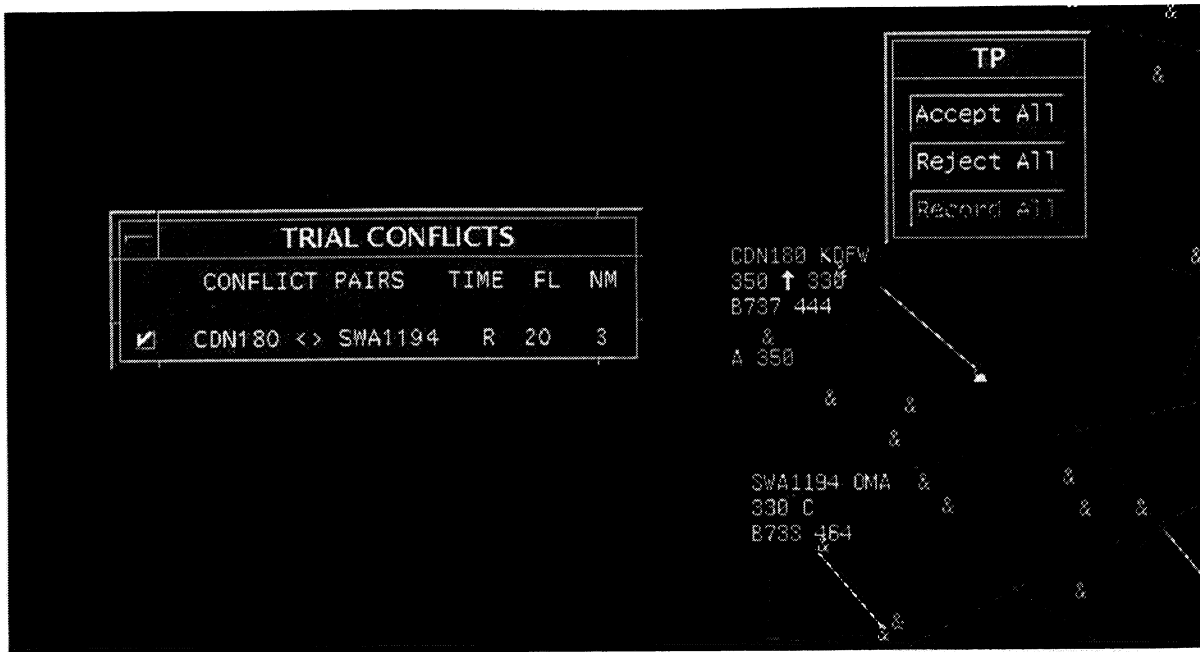 TP
Accept All
Reject All
Record All
TRIAL CONFLICTS
CONFLICT PAIRS TIME FL NM
CDN180 <> SWA1194 R 20 3
CDN180 KDFW
350 ↑ 330
B737 444
&
A 350
SWA1194 OMA
330 C
B733 464